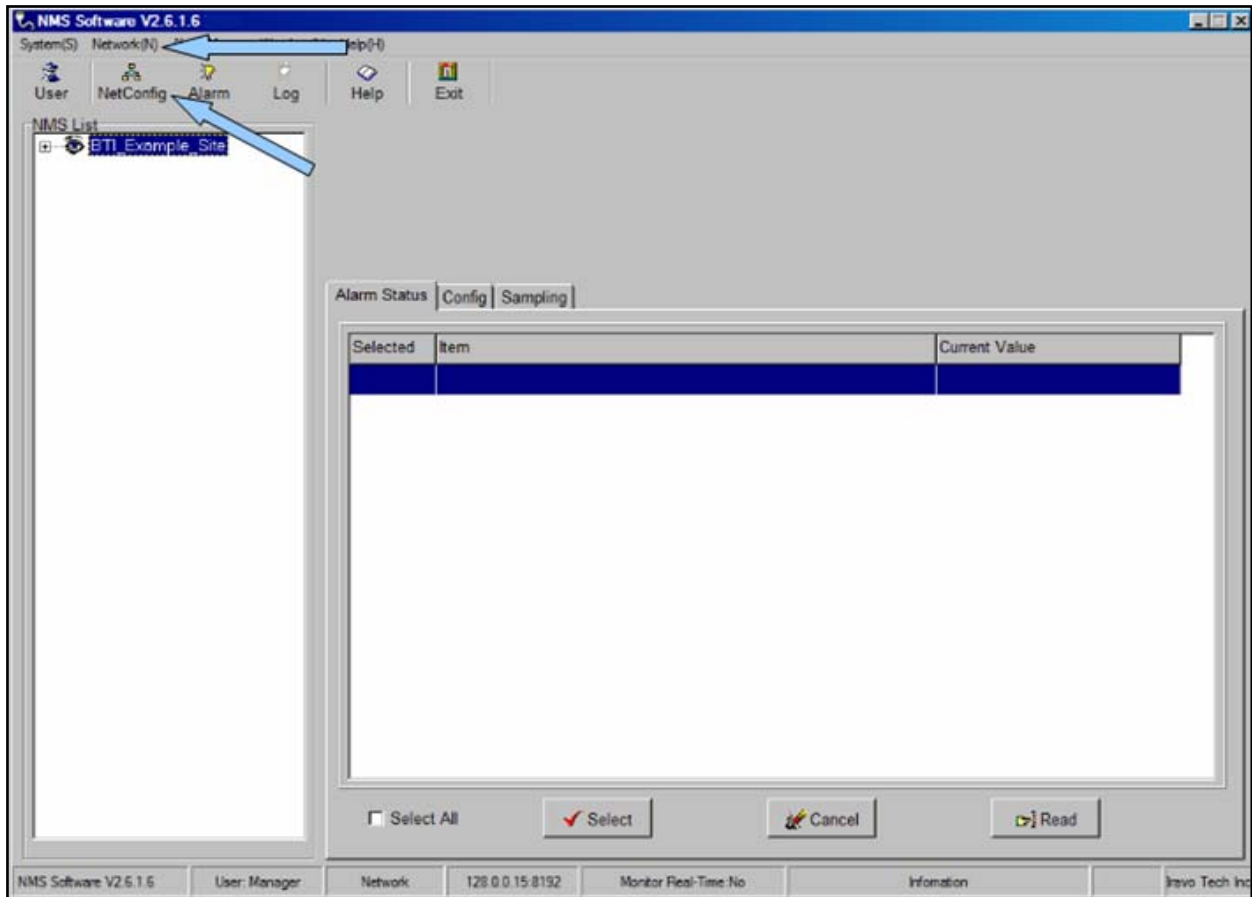 NMS Software V2.6.1.6
System(S) Network(N) Help(H)
User NetConfig Alarm Log Help Exit
NMS List
BTI_Example_Site
Alarm Status Config Sampling
Selected Item Current Value
Select All Select Cancel Read
NMS Software V2.6.1.6 User: Manager Network 128.0.0.15:8192 Monitor Real-Time:No Infomation Tech Inc